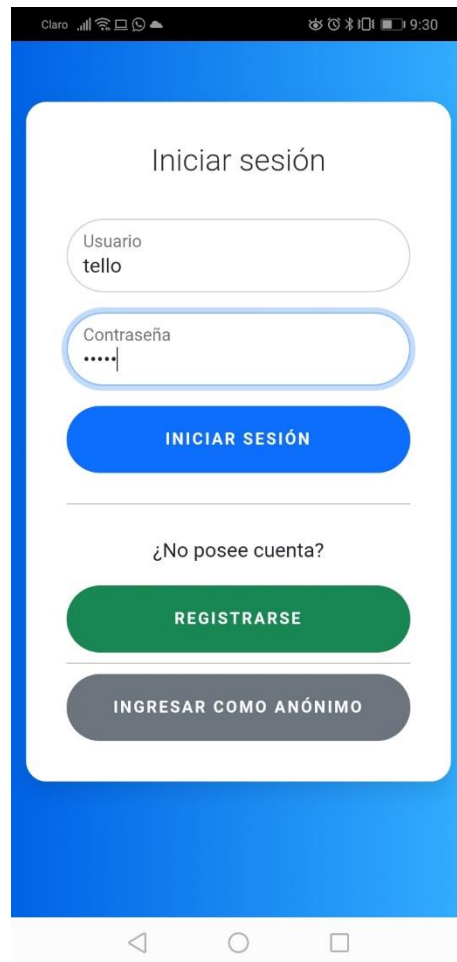 Claro 9:30
Iniciar sesión
Usuario
tello
Contraseña
•••••
INICIAR SESIÓN
¿No posee cuenta?
REGISTRARSE
INGRESAR COMO ANÓNIMO